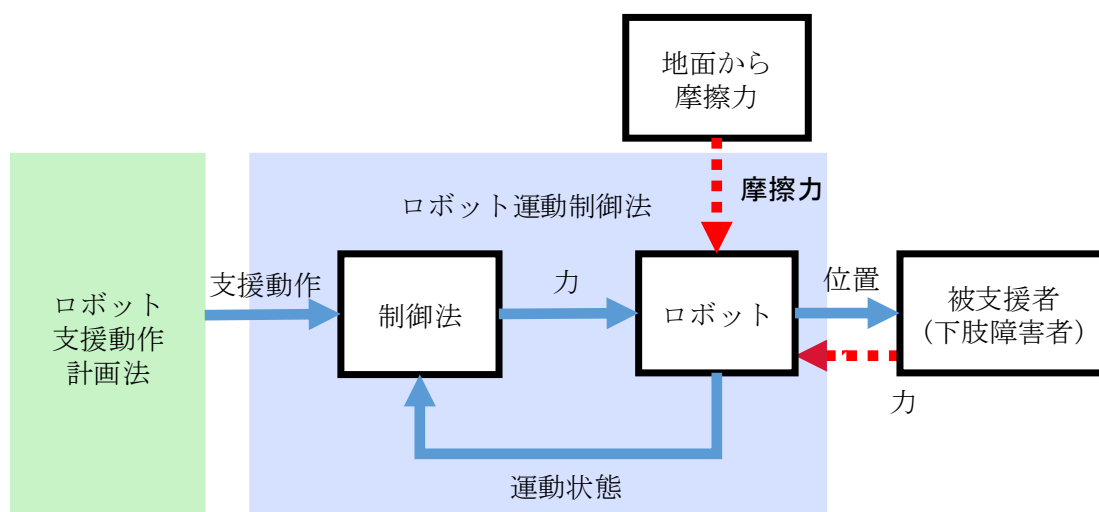 地面から
摩擦力
摩擦力
ロボット運動制御法
支援動作
力
位置
ロボット
支援動作
計画法
制御法
ロボット
被支援者
(下肢障害者)
力
運動状態